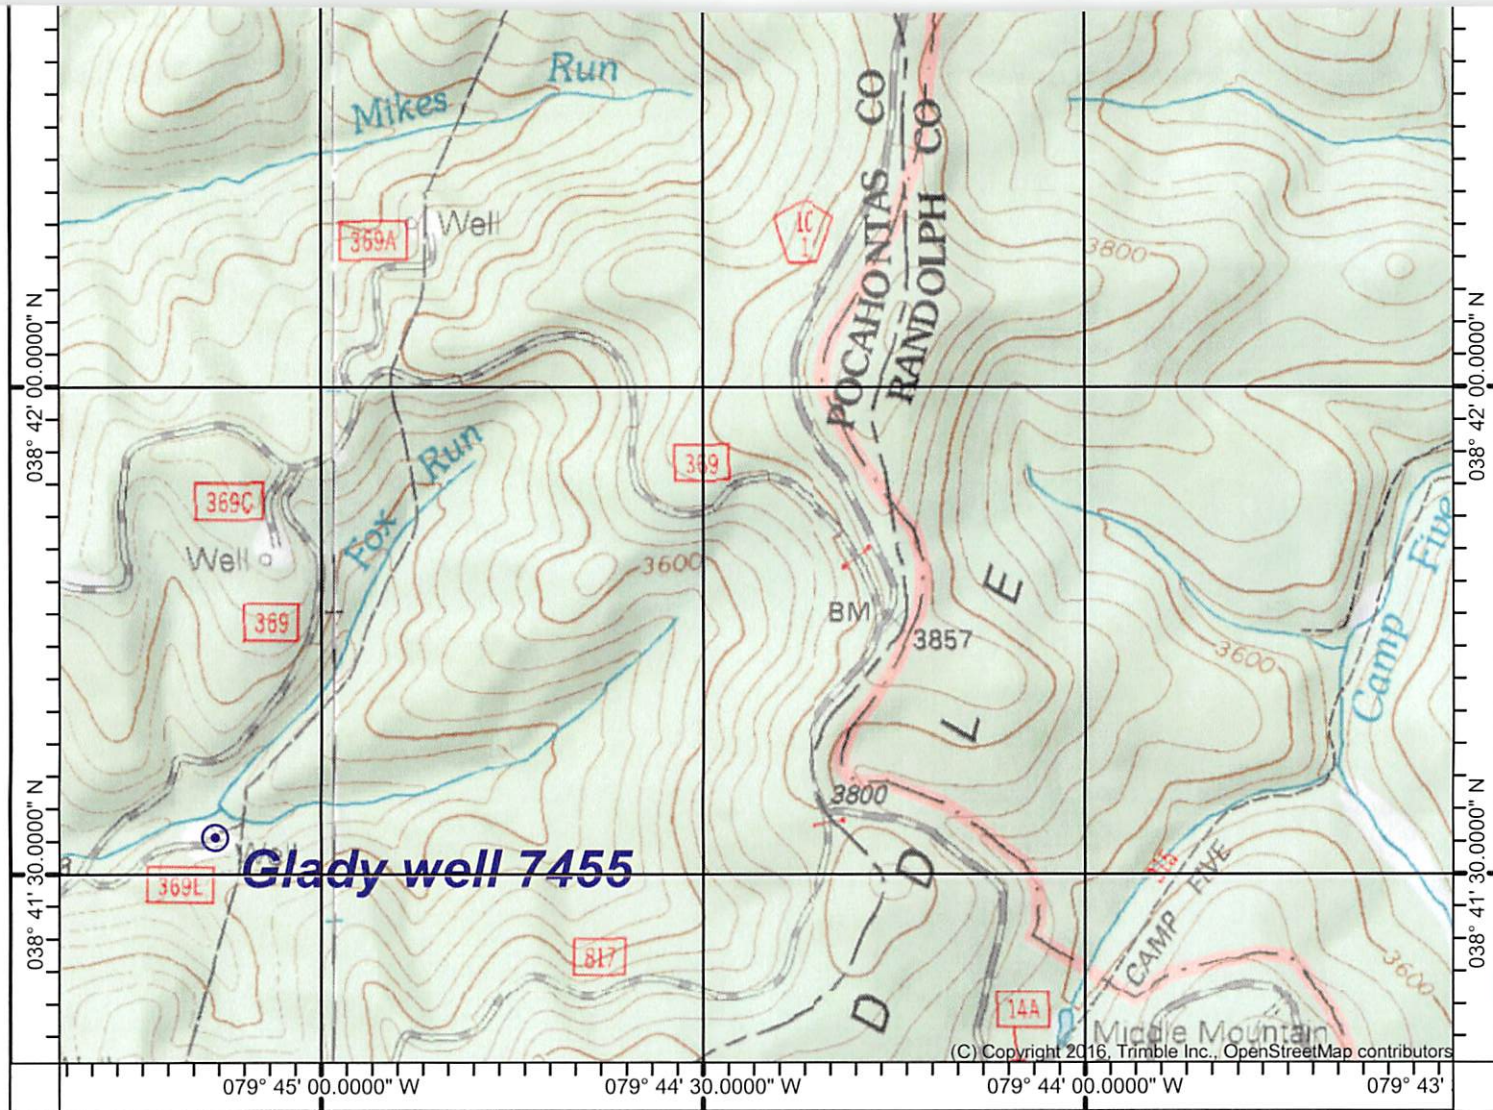 Mikes Run
POCAHONTAS CO
RANDOLPH CO
Well
369A
1C
1
3800
038° 42' 00.0000" N
038° 42' 00.0000" N
Fox Run
369
369C
Well
369
3600
BM
3857
Camp Five
3600
D D L E
3800
Glady well 7455
369L
038° 41' 30.0000" N
038° 41' 30.0000" N
CAMP FIVE
817
14A
3600
Middle Mountain
(C) Copyright 2016, Trimble Inc., OpenStreetMap contributors
079° 45' 00.0000" W
079° 44' 30.0000" W
079° 44' 00.0000" W
079° 43'